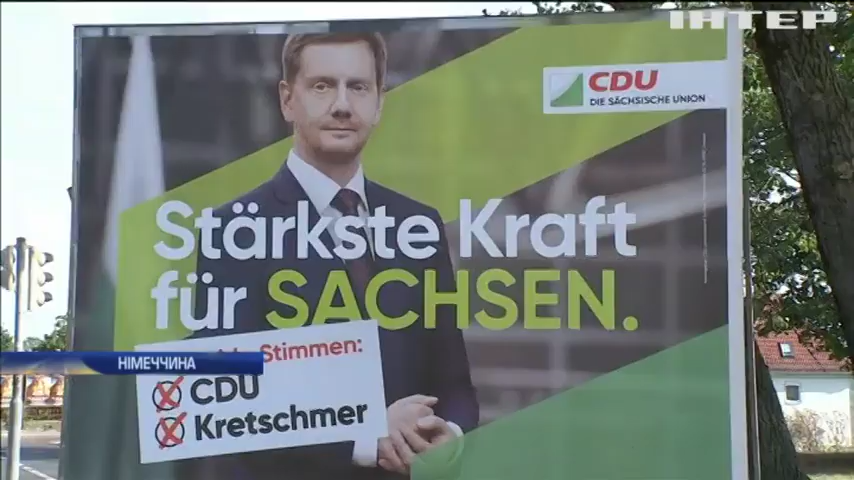 ІНТЕР
CDU
DIE SÄCHSISCHE UNION
Stärkste Kraft
für SACHSEN.
Stimmen:
CDU
Kretschmer
НІМЕЧЧИНА